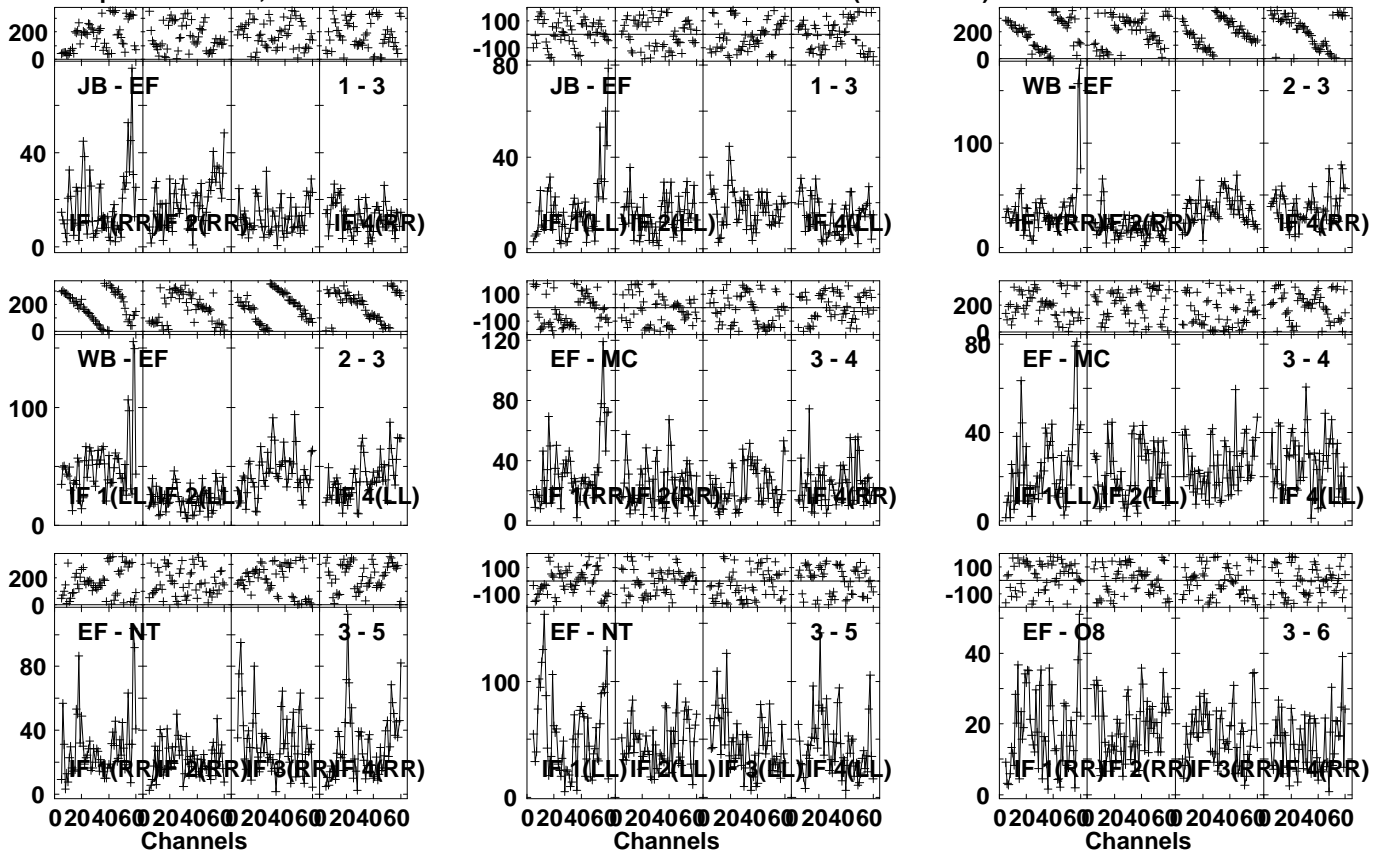 200
0
JB - EF
1 - 3
40
0
IF 1(RR)
IF 2(RR)
IF 4(RR)
100
-100
80
JB - EF
1 - 3
40
0
IF 1(LL)
IF 2(LL)
IF 4(LL)
200
0
WB - EF
2 - 3
100
0
IF 1(RR)
IF 2(RR)
IF 4(RR)
200
0
WB - EF
2 - 3
100
0
IF 1(LL)
IF 2(LL)
IF 4(LL)
100
-100
120
EF - MC
3 - 4
80
40
0
IF 1(RR)
IF 2(RR)
IF 4(RR)
200
0
80
EF - MC
3 - 4
40
0
IF 1(LL)
IF 2(LL)
IF 4(LL)
200
0
EF - NT
3 - 5
80
40
0
IF 1(RR)
IF 2(RR)
IF 3(RR)
IF 4(RR)
0 20 40 60 0 20 40 60 0 20 40 60 0 20 40 60
Channels
100
-100
EF - NT
3 - 5
100
0
IF 1(LL)
IF 2(LL)
IF 3(LL)
IF 4(LL)
0 20 40 60 0 20 40 60 0 20 40 60 0 20 40 60
Channels
100
-100
EF - O8
3 - 6
40
20
0
IF 1(RR)
IF 2(RR)
IF 3(RR)
IF 4(RR)
0 20 40 60 0 20 40 60 0 20 40 60 0 20 40 60
Channels